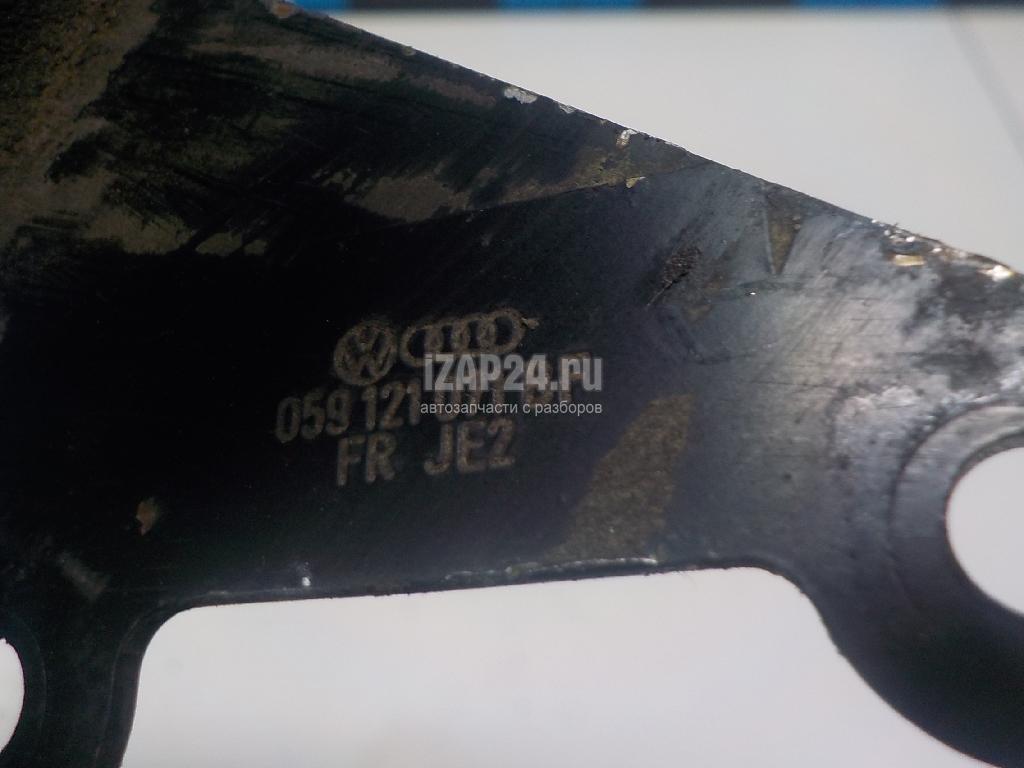 iZAP24.ru
059 121
автозапчасти с разборов
FR JE2